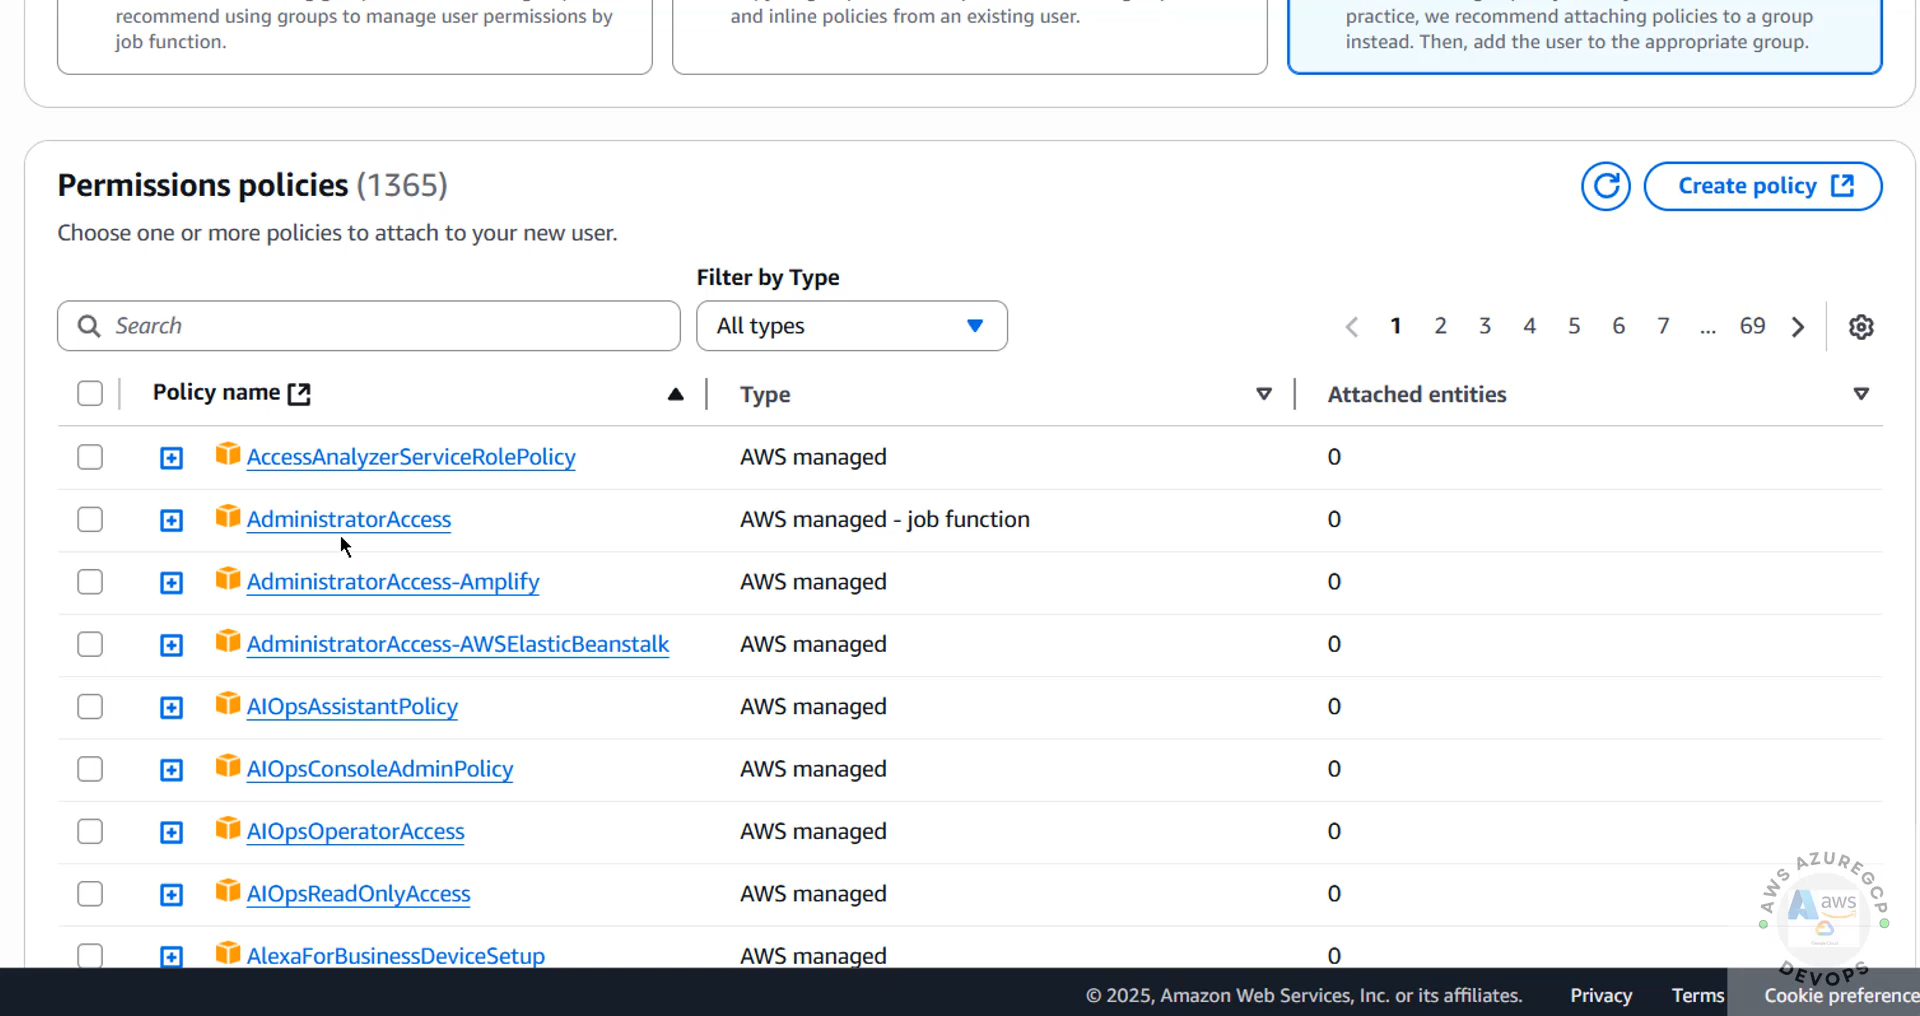 recommend using groups to manage user permissions by
job function.
and inline policies from an existing user.
practice, we recommend attaching policies to a group
instead. Then, add the user to the appropriate group.
Permissions policies (1365)
Create policy
Choose one or more policies to attach to your new user.
Filter by Type
Search
All types
1 2 3 4 5 6 7 ... 69
Policy name Type Attached entities
AccessAnalyzerServiceRolePolicy AWS managed 0
AdministratorAccess AWS managed - job function 0
AdministratorAccess-Amplify AWS managed 0
AdministratorAccess-AWSElasticBeanstalk AWS managed 0
AIOpsAssistantPolicy AWS managed 0
AIOpsConsoleAdminPolicy AWS managed 0
AIOpsOperatorAccess AWS managed 0
AIOpsReadOnlyAccess AWS managed 0
AlexaForBusinessDeviceSetup AWS managed 0
AWS AZUREGCP
aws
DEVOPS
© 2025, Amazon Web Services, Inc. or its affiliates. Privacy Terms Cookie preference